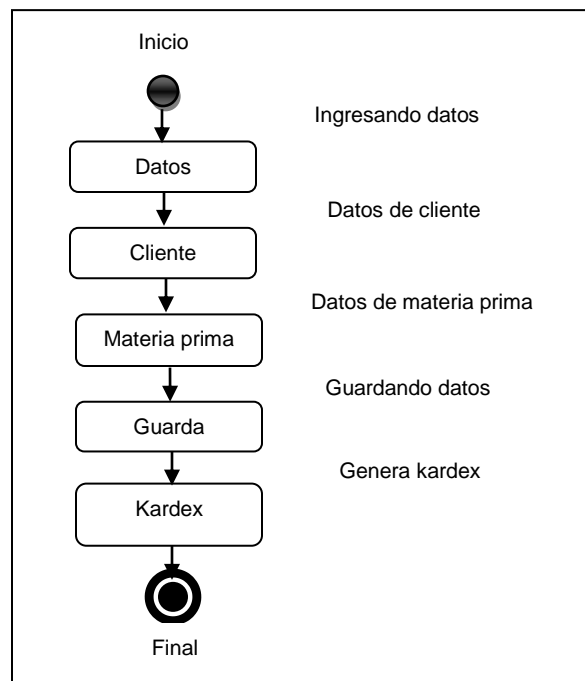 Inicio
Ingresando datos
Datos
Datos de cliente
Cliente
Datos de materia prima
Materia prima
Guardando datos
Guarda
Genera kardex
Kardex
Final